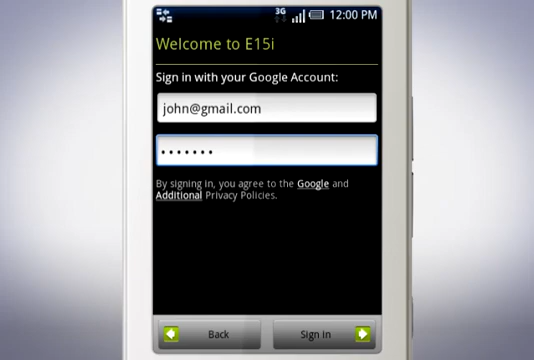 3G 12:00 PM
Welcome to E15i
Sign in with your Google Account:
john@gmail.com
•••••••
By signing in, you agree to the Google and
Additional Privacy Policies.
Back Sign in